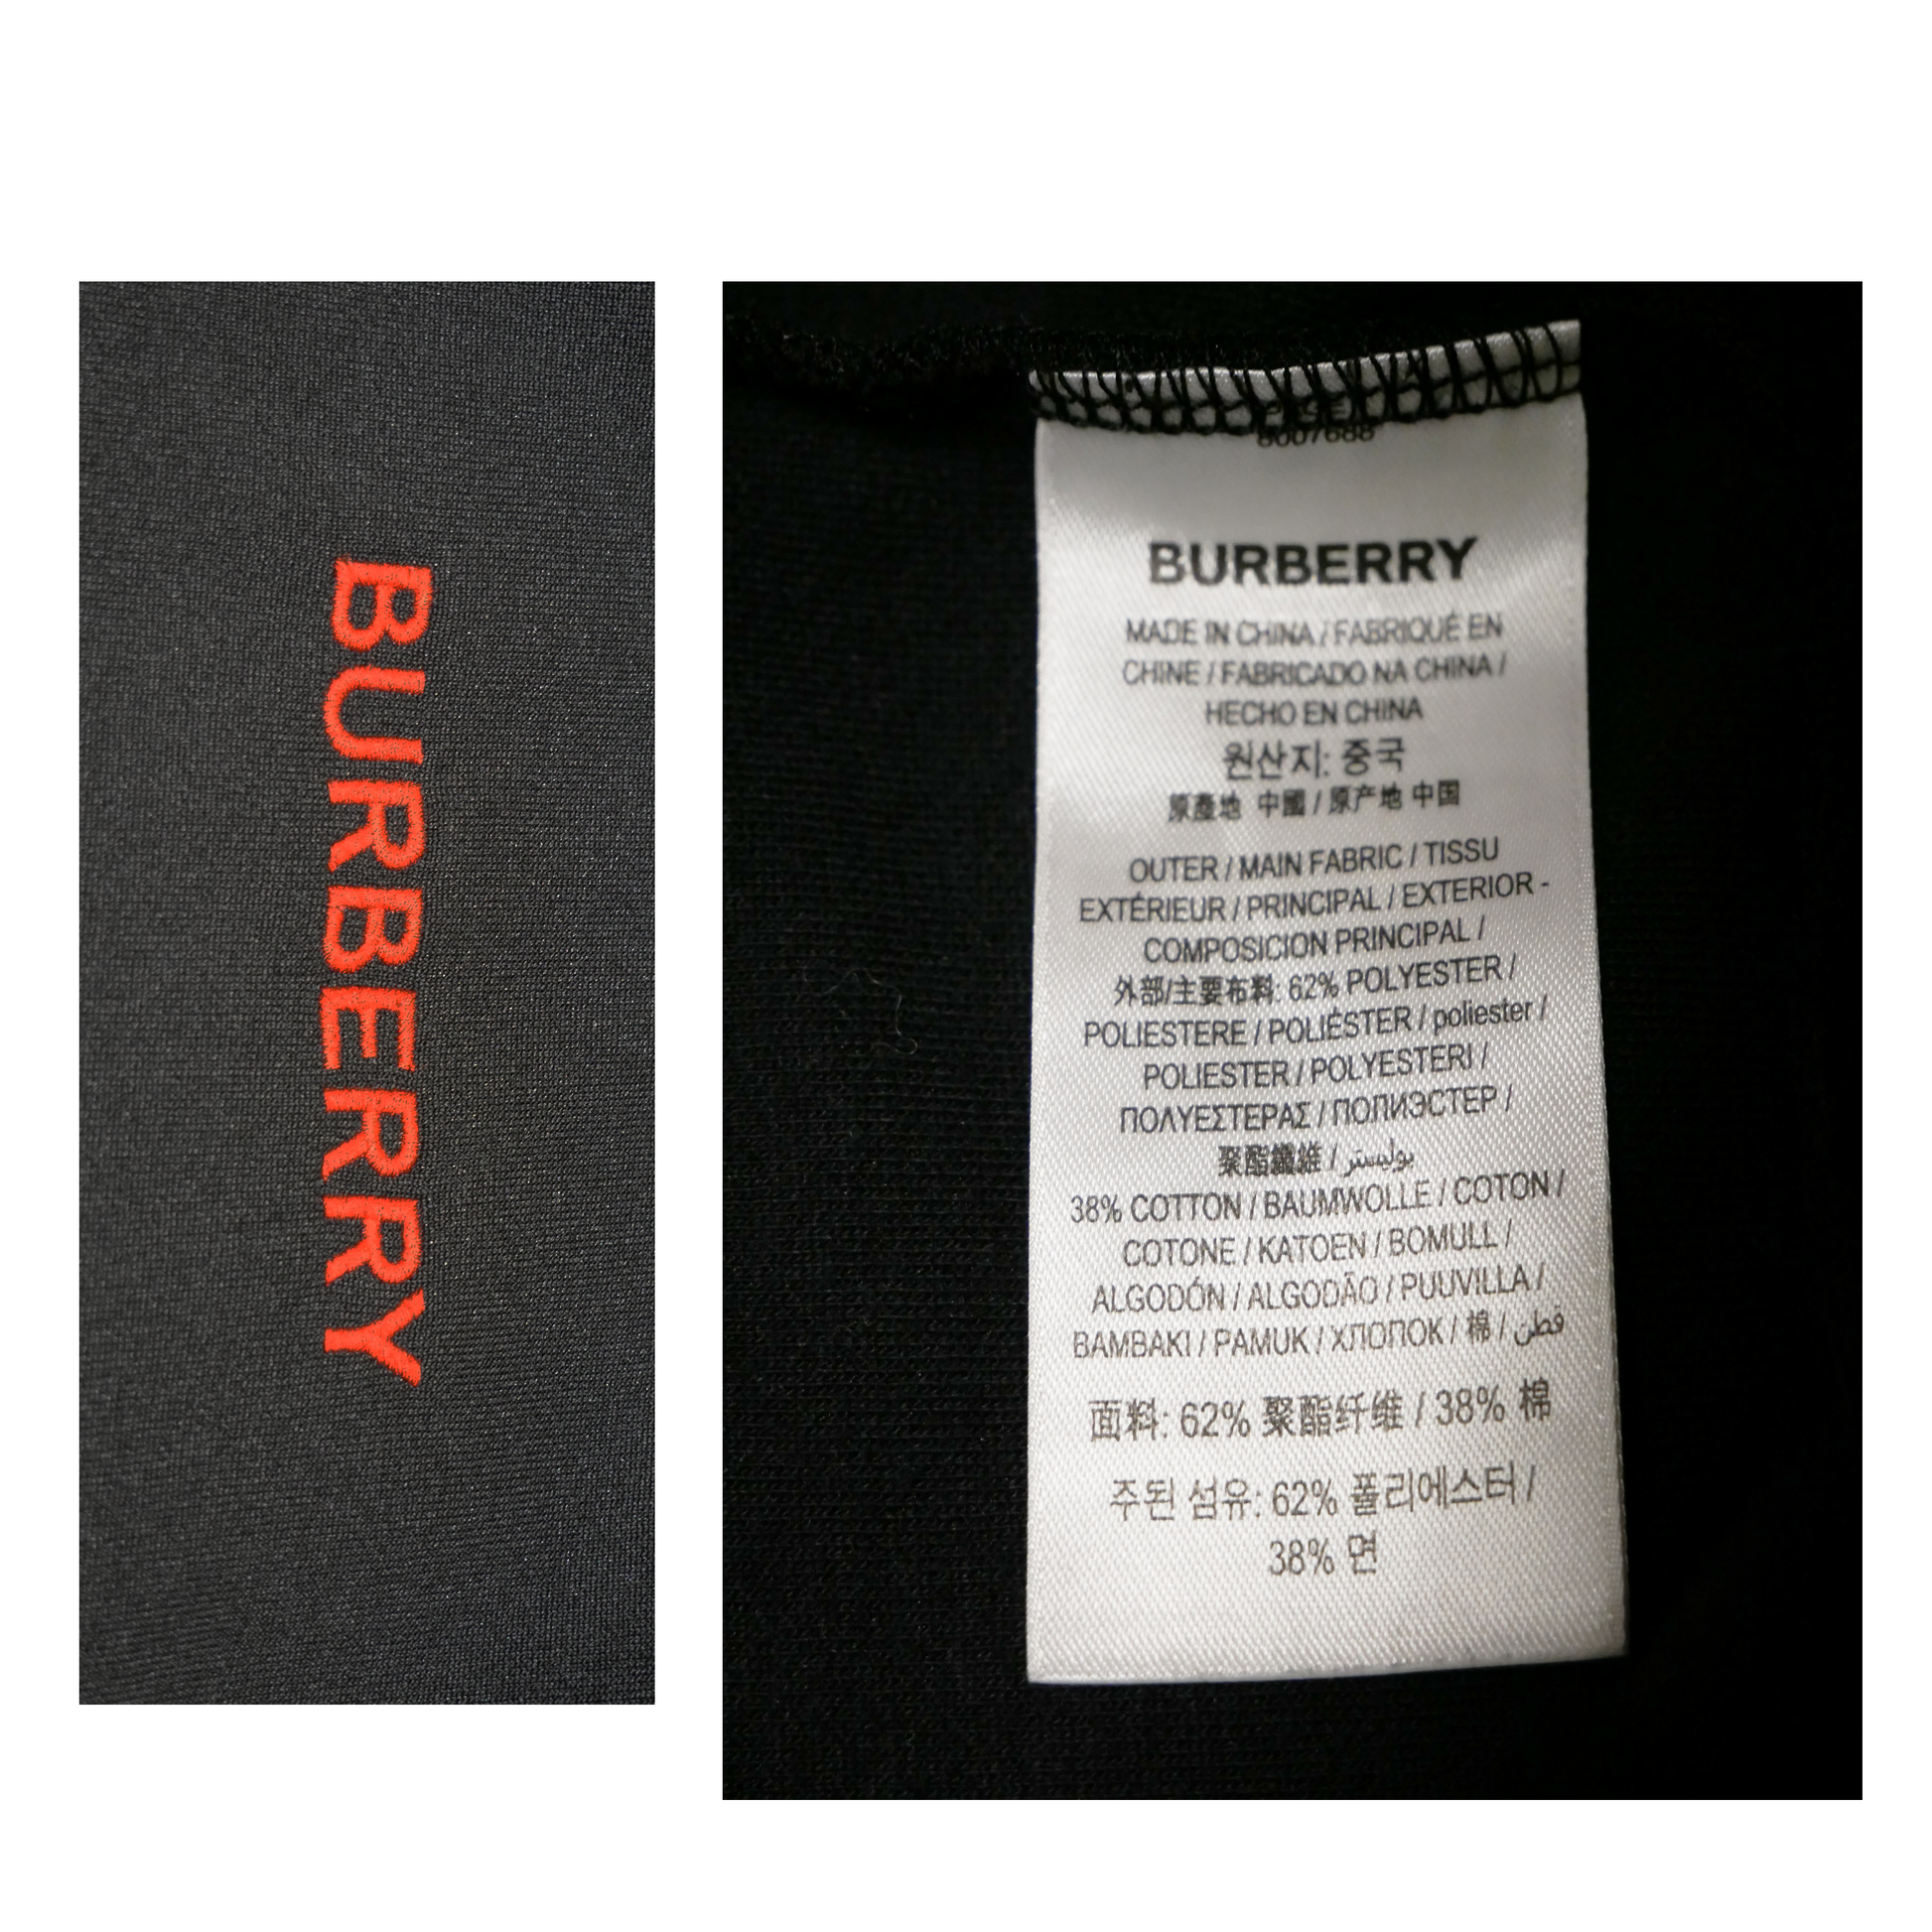 BURBERRY
BURBERRY
MADE IN CHINA / FABRIQUÉ EN
CHINE / FABRICADO NA CHINA /
HECHO EN CHINA
원산지: 중국
原產地 中國 / 原产地 中国
OUTER / MAIN FABRIC / TISSU
EXTÉRIEUR / PRINCIPAL / EXTERIOR -
COMPOSICION PRINCIPAL /
外部/主要布料: 62% POLYESTER /
POLIESTERE / POLIÉSTER / poliester /
POLIESTER / POLYESTERI /
ΠΟΛΥΕΣΤΕΡΑΣ / ПОЛИЭСТЕР /
聚酯纖維 / بوليستر
38% COTTON / BAUMWOLLE / COTON /
COTONE / KATOEN / BOMULL /
ALGODÓN / ALGODÃO / PUUVILLA /
BAMBAKI / PAMUK / ХЛОПОК / 棉 / قطن
面料: 62% 聚酯纤维 / 38% 棉
주된 섬유: 62% 폴리에스터 /
38% 면